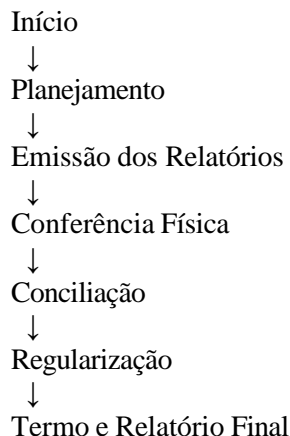 Início
↓
Planejamento
↓
Emissão dos Relatórios
↓
Conferência Física
↓
Conciliação
↓
Regularização
↓
Termo e Relatório Final